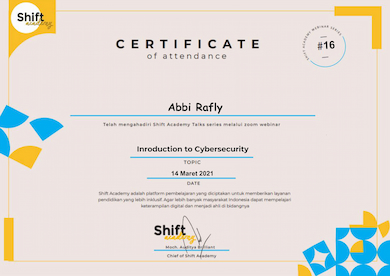 Shift
academy
CERTIFICATE
of attendance
SHIFT ACADEMY WEBINAR SERIES
#16
Abbi Rafly
Telah mengahadiri Shift Academy Talks series melalui zoom webinar
Inroduction to Cybersecurity
TOPIC
14 Maret 2021
DATE
Shift Academy adalah platform pembelajaran yang diciptakan untuk memberikan layanan
pendidikan yang lebih inklusif. Agar lebih banyak masyarakat Indonesia dapat mempelajari
keterampilan digital dan menjadi ahli di bidangnya
Shift
academy
Moch. Auditya
Chief of Shift Academy